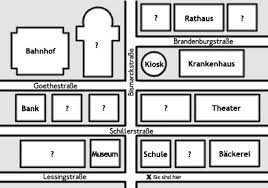 ? Rathaus ?
Bahnhof ?
Brandenburgstraße
Bismarckstraße
Kiosk Krankenhaus
Goethestraße
Bank ? ? ? Theater
Schillerstraße
? Museum Schule ? Bäckerei
Lessingstraße X Sie sind hier